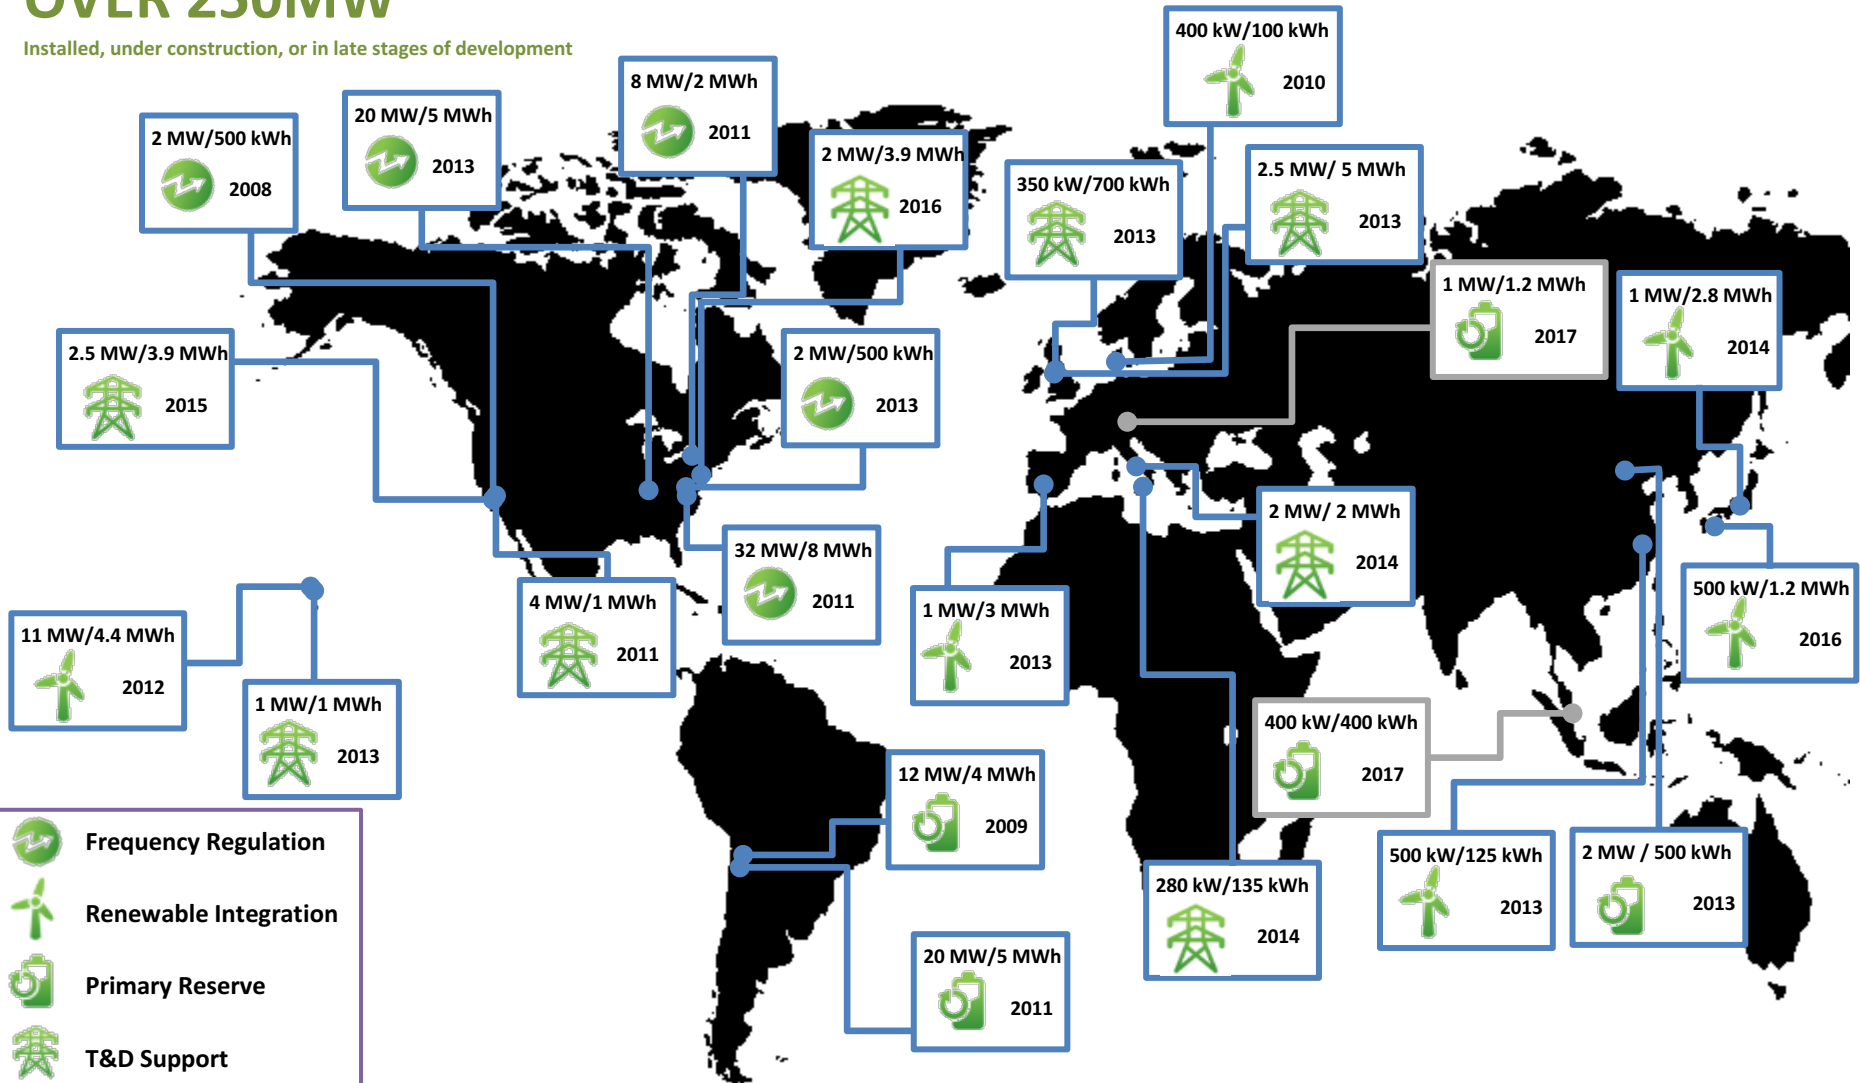 OVER 250MW
Installed, under construction, or in late stages of development
400 kW/100 kWh
2010
8 MW/2 MWh
2011
20 MW/5 MWh
2013
2 MW/500 kWh
2008
2 MW/3.9 MWh
2016
350 kW/700 kWh
2013
2.5 MW/ 5 MWh
2013
1 MW/1.2 MWh
2017
1 MW/2.8 MWh
2014
2.5 MW/3.9 MWh
2015
2 MW/500 kWh
2013
2 MW/ 2 MWh
2014
32 MW/8 MWh
2011
4 MW/1 MWh
2011
1 MW/3 MWh
2013
500 kW/1.2 MWh
2016
11 MW/4.4 MWh
2012
1 MW/1 MWh
2013
400 kW/400 kWh
2017
12 MW/4 MWh
2009
500 kW/125 kWh
2013
2 MW / 500 kWh
2013
280 kW/135 kWh
2014
20 MW/5 MWh
2011
Frequency Regulation
Renewable Integration
Primary Reserve
T&D Support